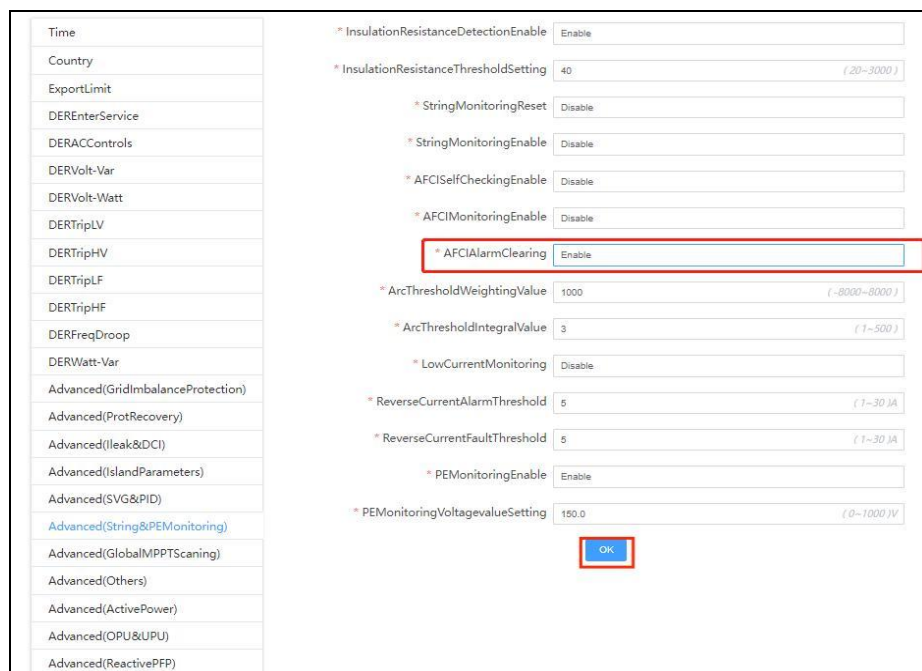 Time
Country
ExportLimit
DEREnterService
DERACControls
DERVolt-Var
DERVolt-Watt
DERTripLV
DERTripHV
DERTripLF
DERTripHF
DERFreqDroop
DERWatt-Var
Advanced(GridImbalanceProtection)
Advanced(ProtRecovery)
Advanced(Ileak&DCI)
Advanced(IslandParameters)
Advanced(SVG&PID)
Advanced(String&PEMonitoring)
Advanced(GlobalMPPTScaning)
Advanced(Others)
Advanced(ActivePower)
Advanced(OPU&UPU)
Advanced(ReactivePFP)
* InsulationResistanceDetectionEnable Enable
* InsulationResistanceThresholdSetting 40 ( 20~3000 )
* StringMonitoringReset Disable
* StringMonitoringEnable Disable
* AFCISelfCheckingEnable Disable
* AFCIMonitoringEnable Disable
* AFCIAlarmClearing Enable
* ArcThresholdWeightingValue 1000 ( -8000~8000 )
* ArcThresholdIntegralValue 3 ( 1~500 )
* LowCurrentMonitoring Disable
* ReverseCurrentAlarmThreshold 5 ( 1~30 )A
* ReverseCurrentFaultThreshold 5 ( 1~30 )A
* PEMonitoringEnable Enable
* PEMonitoringVoltagevalueSetting 150.0 ( 0~1000 )V
OK